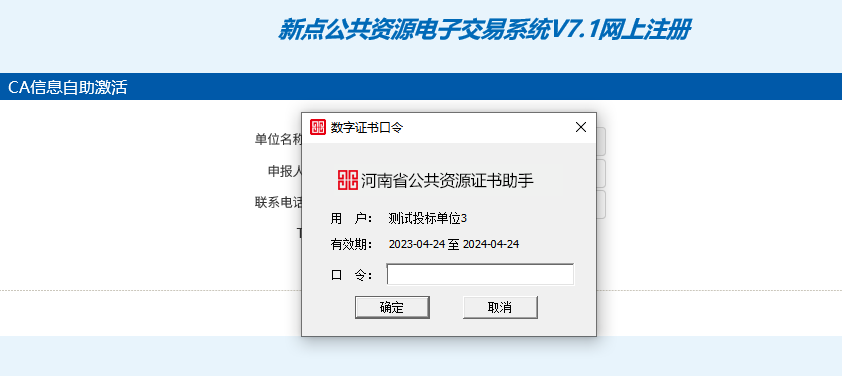 新点公共资源电子交易系统V7.1网上注册
CA信息自助激活
单位名称
申报人
联系电话
数字证书口令
河南省公共资源证书助手
用 户： 测试投标单位3
有效期： 2023-04-24 至 2024-04-24
口 令：
确定 取消